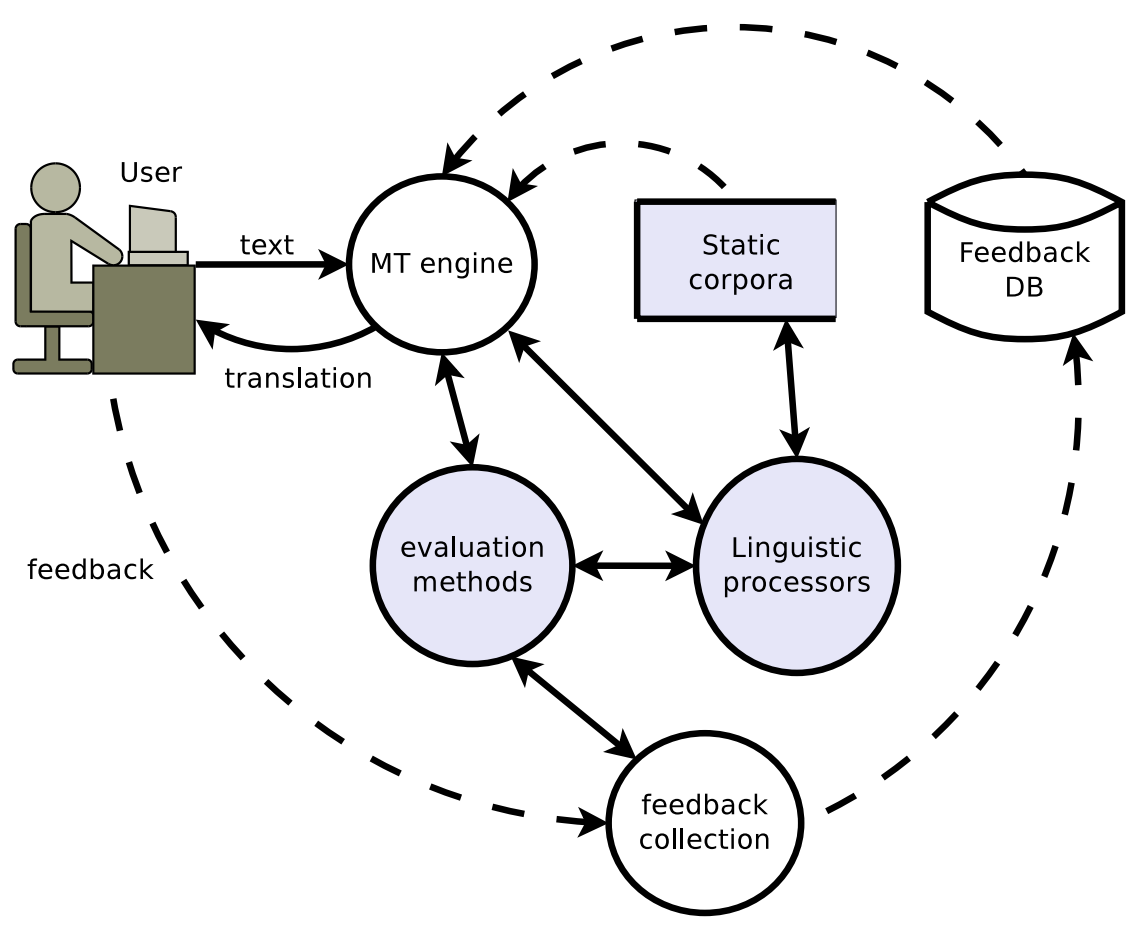 User
text
MT engine
translation
Static
corpora
Feedback
DB
feedback
evaluation
methods
Linguistic
processors
feedback
collection